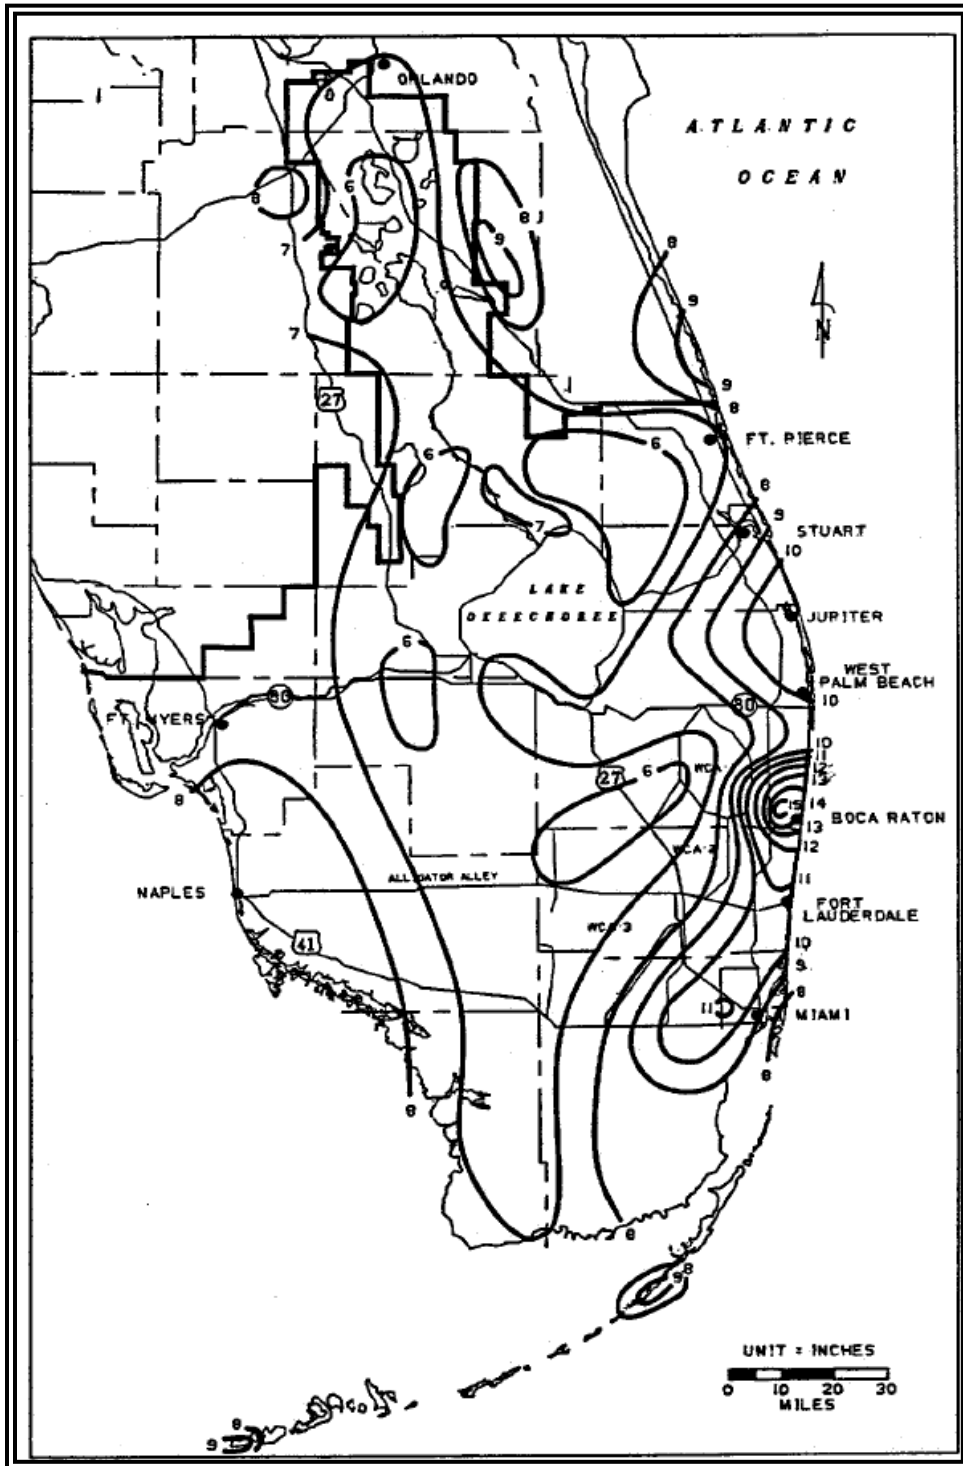 ORLANDO
ATLANTIC
OCEAN
6
8
8
9
7
8
9
N
7
9
8
27
FT. PIERCE
6
6
8
9
7
STUART
10
LAKE
OKEECHOBEE
JUPITER
6
WEST
PALM BEACH
80
80
10
FT. MYERS
10
11
12
13
27
6
WCA-
8
15
14
BOCA RATON
13
12
WCA-2
ALLIGATOR ALLEY
11
NAPLES
FORT
LAUDERDALE
WCA-3
41
10
9
8
11
MIAMI
8
8
8
8
9
UNIT = INCHES
0 10 20 30
MILES
8
9